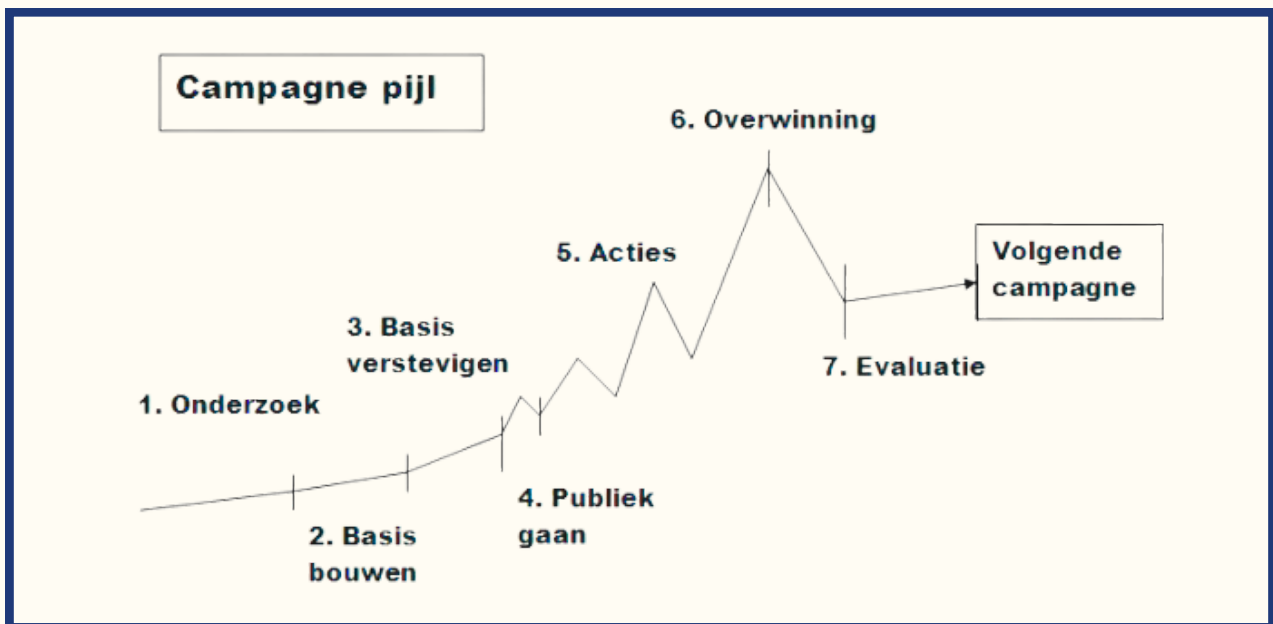 Campagne pijl
6. Overwinning
5. Acties
Volgende
campagne
3. Basis
verstevigen
7. Evaluatie
1. Onderzoek
4. Publiek
gaan
2. Basis
bouwen